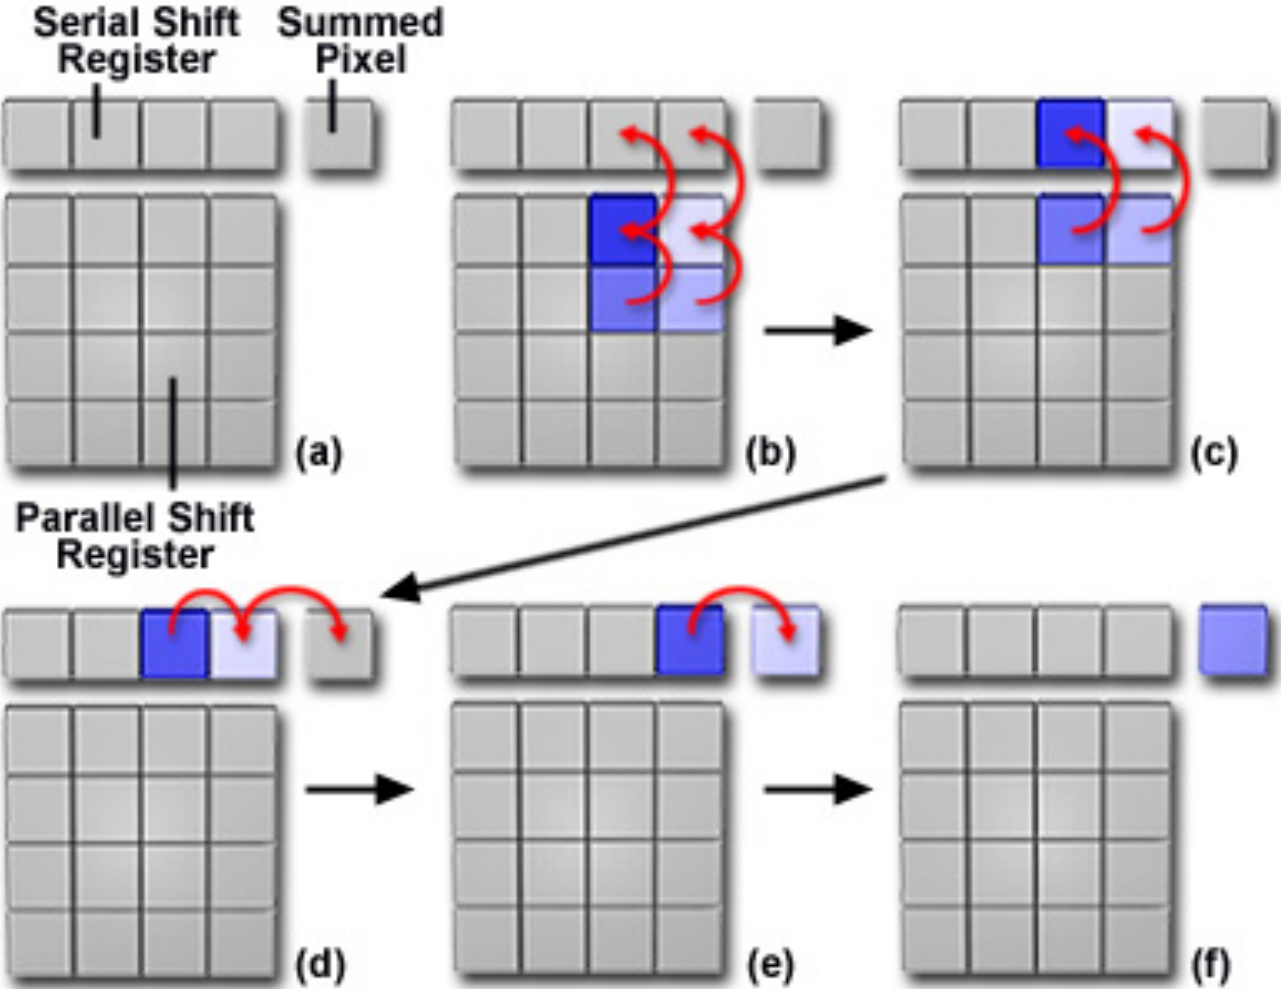 Serial Shift
Register
Summed
Pixel
(a)
(b)
(c)
Parallel Shift
Register
(d)
(e)
(f)